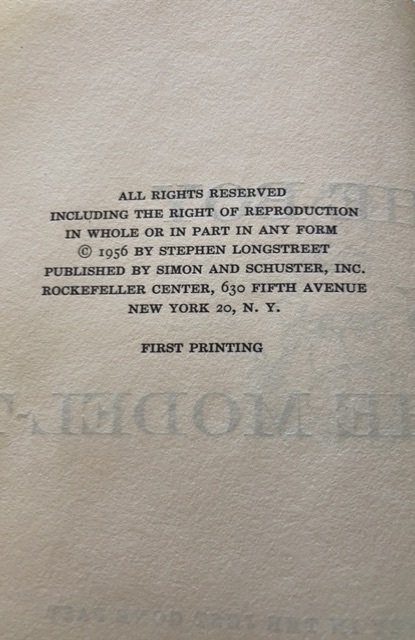 ALL RIGHTS RESERVED
INCLUDING THE RIGHT OF REPRODUCTION
IN WHOLE OR IN PART IN ANY FORM
© 1956 BY STEPHEN LONGSTREET
PUBLISHED BY SIMON AND SCHUSTER, INC.
ROCKEFELLER CENTER, 630 FIFTH AVENUE
NEW YORK 20, N. Y.
FIRST PRINTING